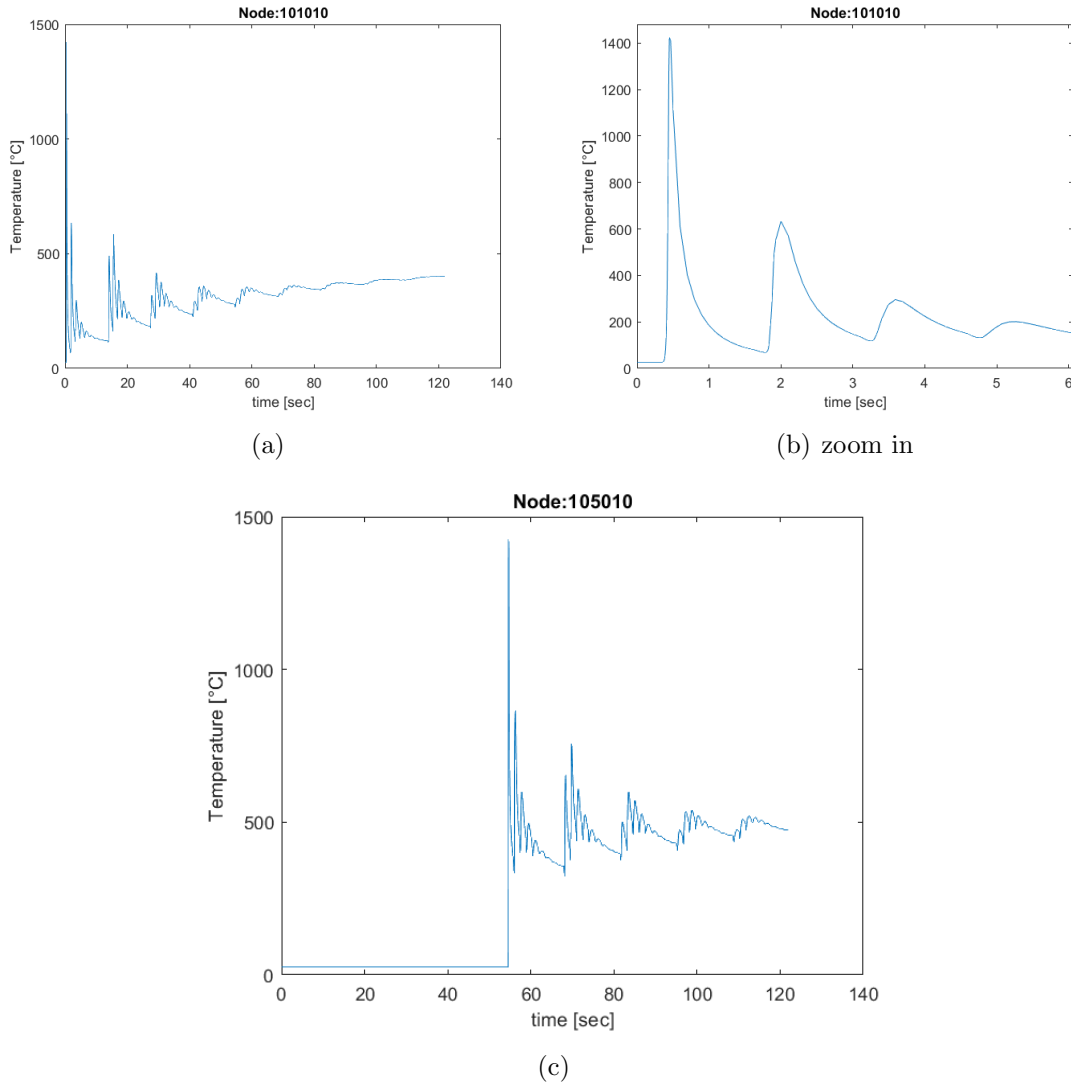 Node:101010
1500
1000
500
0
0 20 40 60 80 100 120 140
Temperature [°C]
time [sec]
(a)
Node:101010
1400
1200
1000
800
600
400
200
0
0 1 2 3 4 5 6
Temperature [°C]
time [sec]
(b) zoom in
Node:105010
1500
1000
500
0
0 20 40 60 80 100 120 140
Temperature [°C]
time [sec]
(c)